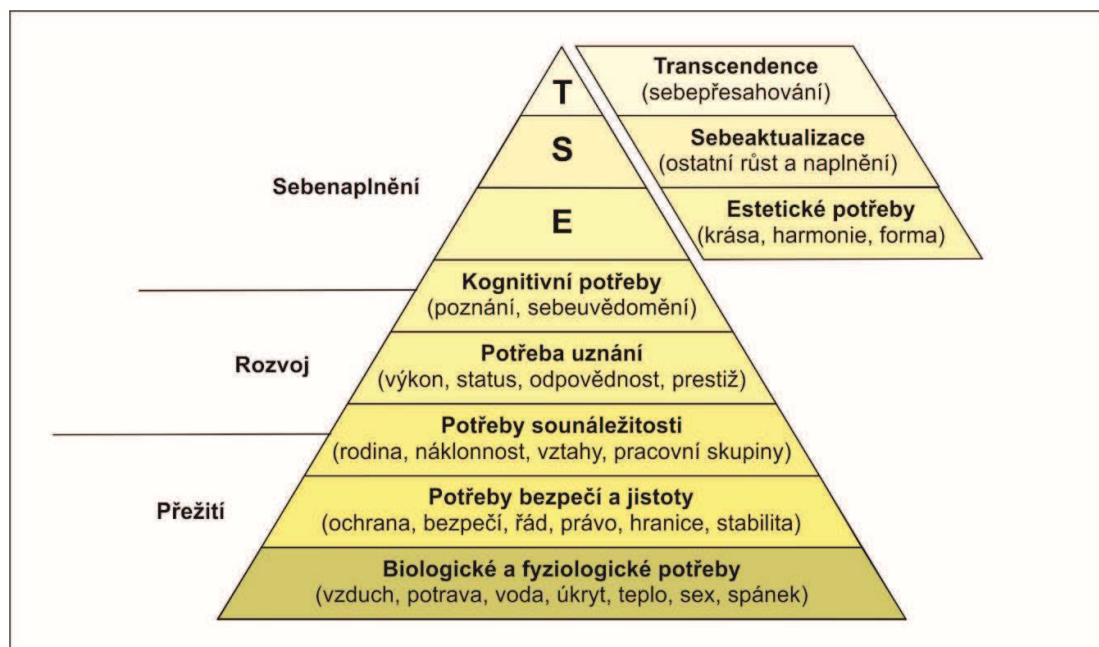 T
Transcendence
(sebepřesahování)
S
Sebeaktualizace
(ostatní růst a naplnění)
Sebenaplnění
E
Estetické potřeby
(krása, harmonie, forma)
Kognitivní potřeby
(poznání, sebeuvědomění)
Rozvoj
Potřeba uznání
(výkon, status, odpovědnost, prestiž)
Potřeby sounáležitosti
(rodina, náklonnost, vztahy, pracovní skupiny)
Přežití
Potřeby bezpečí a jistoty
(ochrana, bezpečí, řád, právo, hranice, stabilita)
Biologické a fyziologické potřeby
(vzduch, potrava, voda, úkryt, teplo, sex, spánek)